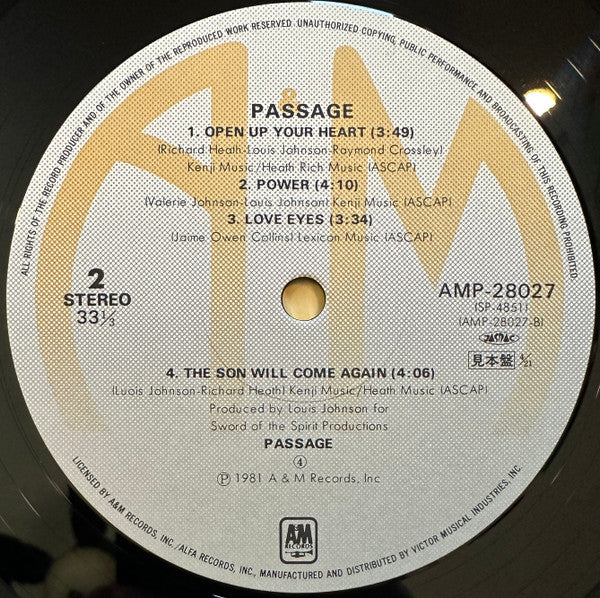 ALL RIGHTS OF THE RECORD PRODUCER AND OF THE OWNER OF THE REPRODUCED WORK RESERVED. UNAUTHORIZED COPYING, PUBLIC PERFORMANCE AND BROADCASTING OF THIS RECORDING PROHIBITED.
PASSAGE
1. OPEN UP YOUR HEART (3:49)
(Richard Heath-Louis Johnson-Raymond Crossley)
Kenji Music/Heath Rich Music (ASCAP)
2. POWER (4:10)
(Valerie Johnson-Louis Johnson) Kenji Music (ASCAP)
3. LOVE EYES (3:34)
(Jaime Owen Collins) Lexicon Music (ASCAP)
2
STEREO
33⅓
AMP-28027
(SP-4851)
(AMP-28027-B)
JASRAC
見本盤 5/21
4. THE SON WILL COME AGAIN (4:06)
(Luois Johnson-Richard Heath) Kenji Music/Heath Music (ASCAP)
Produced by Louis Johnson for
Sword of the Spirit Productions
PASSAGE
④
Ⓟ 1981 A & M Records, Inc
A&M
RECORDS
LICENSED BY A&M RECORDS, INC./ALFA RECORDS, INC., MANUFACTURED AND DISTRIBUTED BY VICTOR MUSICAL INDUSTRIES, INC.